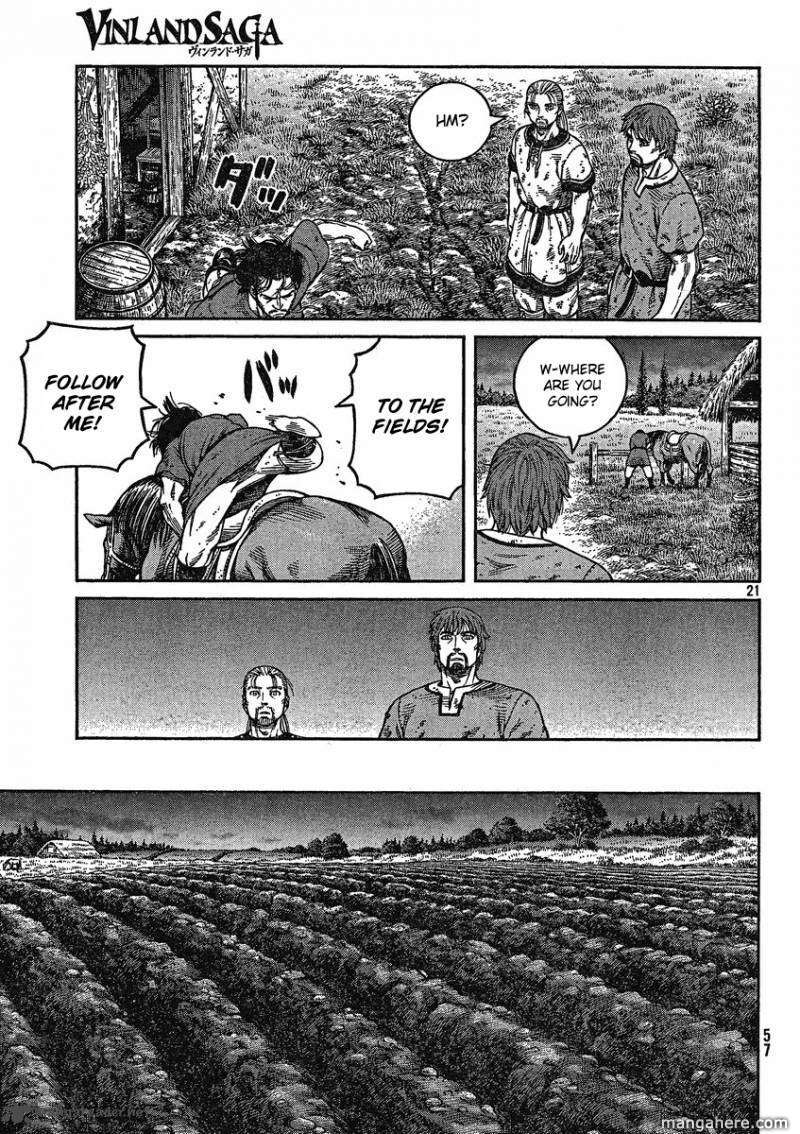 VINLAND SAGA
ヴィンランド・サガ
HM?
ダッ
W-WHERE
ARE YOU
GOING?
TO THE
FIELDS!
バッ
FOLLOW
AFTER
ME!
21
57
mangahere.com